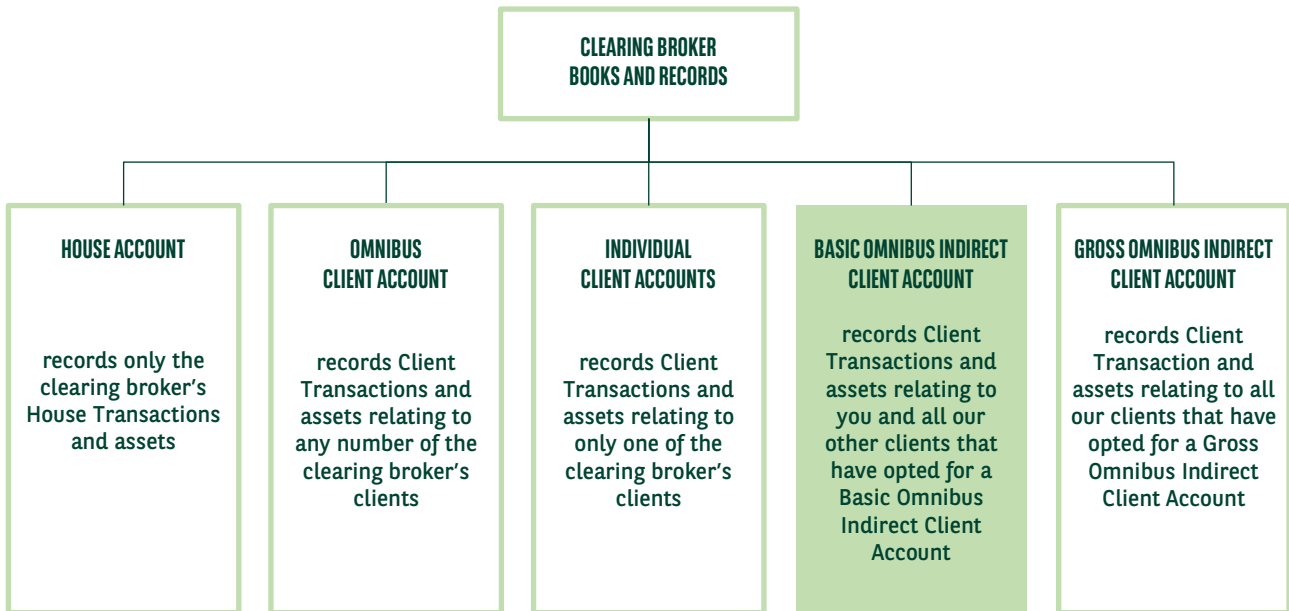 CLEARING BROKER
BOOKS AND RECORDS
HOUSE ACCOUNT
records only the
clearing broker's
House Transactions
and assets
OMNIBUS
CLIENT ACCOUNT
records Client
Transactions and
assets relating to
any number of the
clearing broker's
clients
INDIVIDUAL
CLIENT ACCOUNTS
records Client
Transactions and
assets relating to
only one of the
clearing broker's
clients
BASIC OMNIBUS INDIRECT
CLIENT ACCOUNT
records Client
Transactions and
assets relating to
you and all our
other clients that
have opted for a
Basic Omnibus
Indirect Client
Account
GROSS OMNIBUS INDIRECT
CLIENT ACCOUNT
records Client
Transaction and
assets relating to all
our clients that have
opted for a Gross
Omnibus Indirect
Client Account